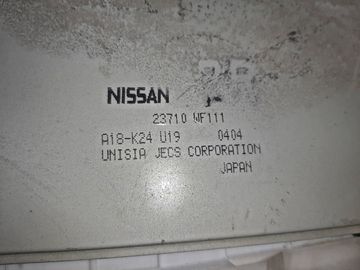 NISSAN
23710 WF111
A18-K24 U19 0404
UNISIA JECS CORPORATION
JAPAN